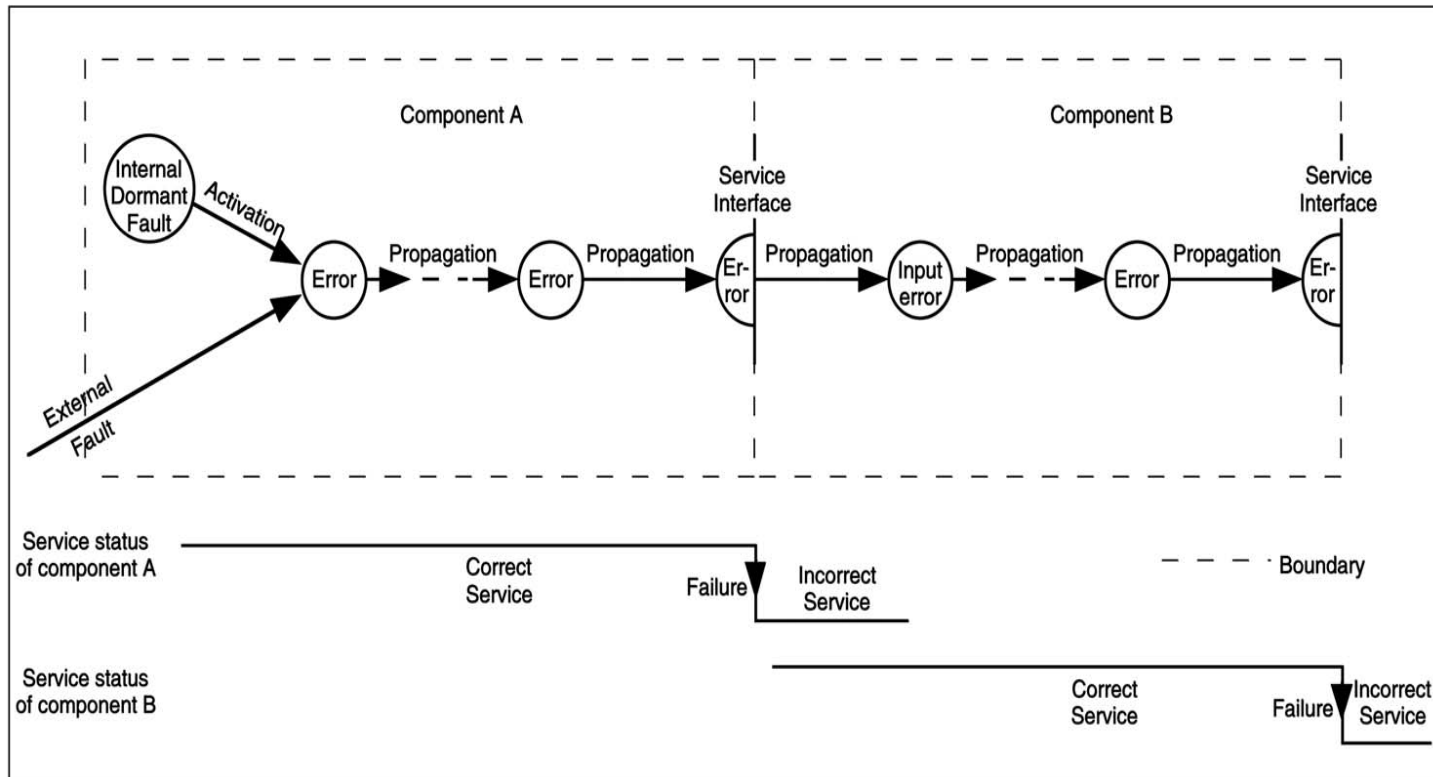 Component A
Component B
Internal
Dormant
Fault
Activation
Service
Interface
Service
Interface
Error
Propagation
Error
Propagation
Er-
ror
Propagation
Input
error
Propagation
Error
Propagation
Er-
ror
External
Fault
Service status
of component A
Correct
Service
Failure
Incorrect
Service
Boundary
Service status
of component B
Correct
Service
Failure
Incorrect
Service